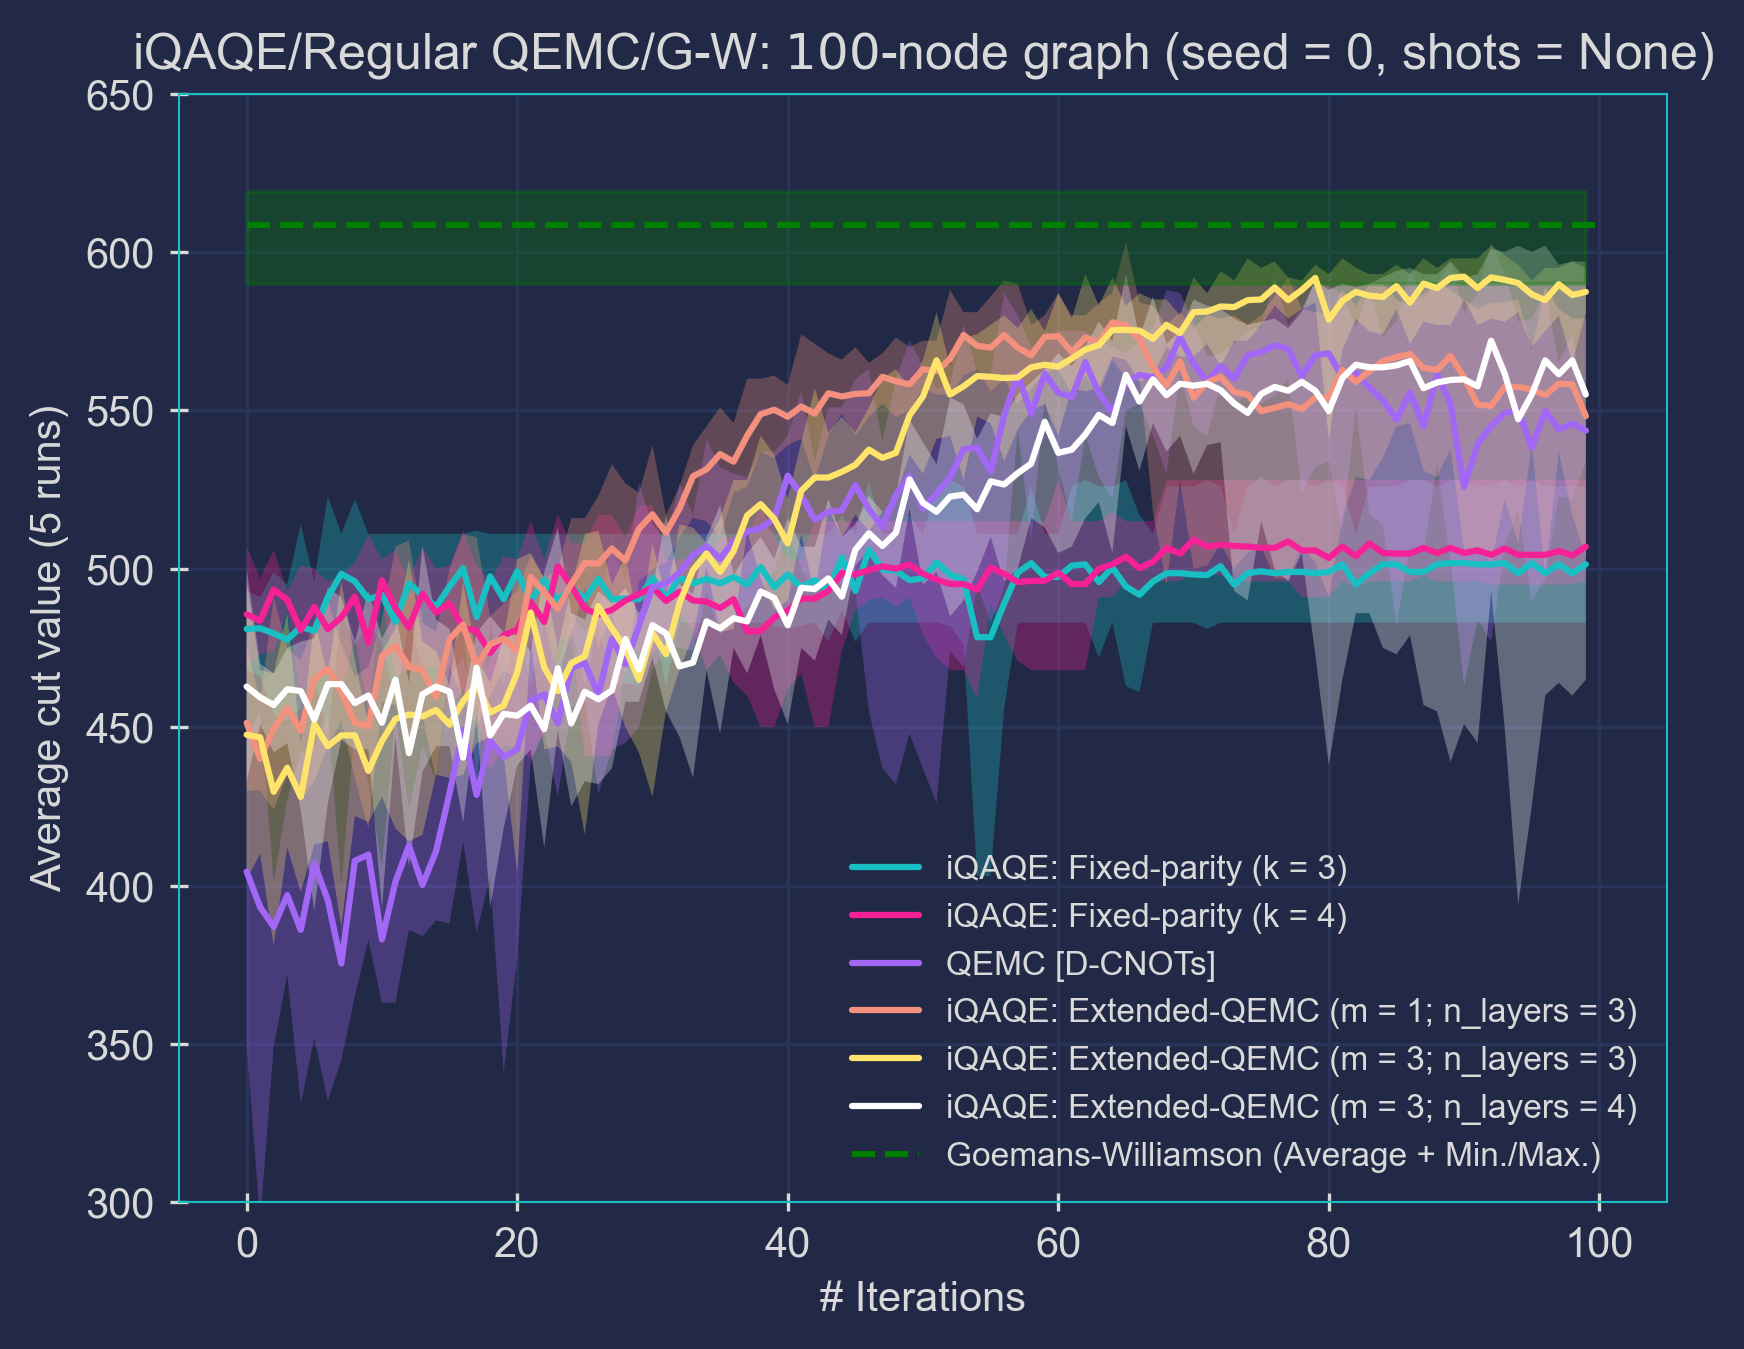 iQAQE/Regular QEMC/G-W: 100-node graph (seed = 0, shots = None)
650
600
550
500
450
400
350
300
Average cut value (5 runs)
iQAQE: Fixed-parity (k = 3)
iQAQE: Fixed-parity (k = 4)
QEMC [D-CNOTs]
iQAQE: Extended-QEMC (m = 1; n_layers = 3)
iQAQE: Extended-QEMC (m = 3; n_layers = 3)
iQAQE: Extended-QEMC (m = 3; n_layers = 4)
Goemans-Williamson (Average + Min./Max.)
0 20 40 60 80 100
# Iterations